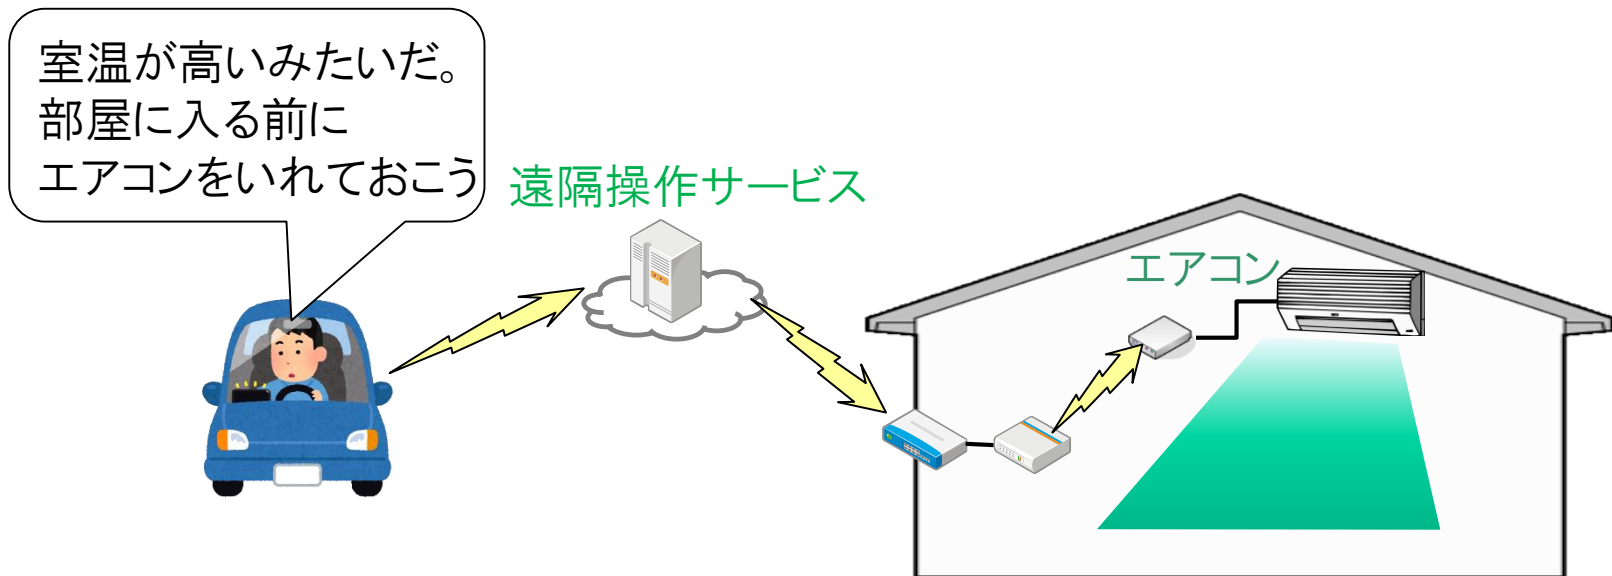 室温が高いみたいだ。
部屋に入る前に
エアコンをいれておこう
遠隔操作サービス
エアコン